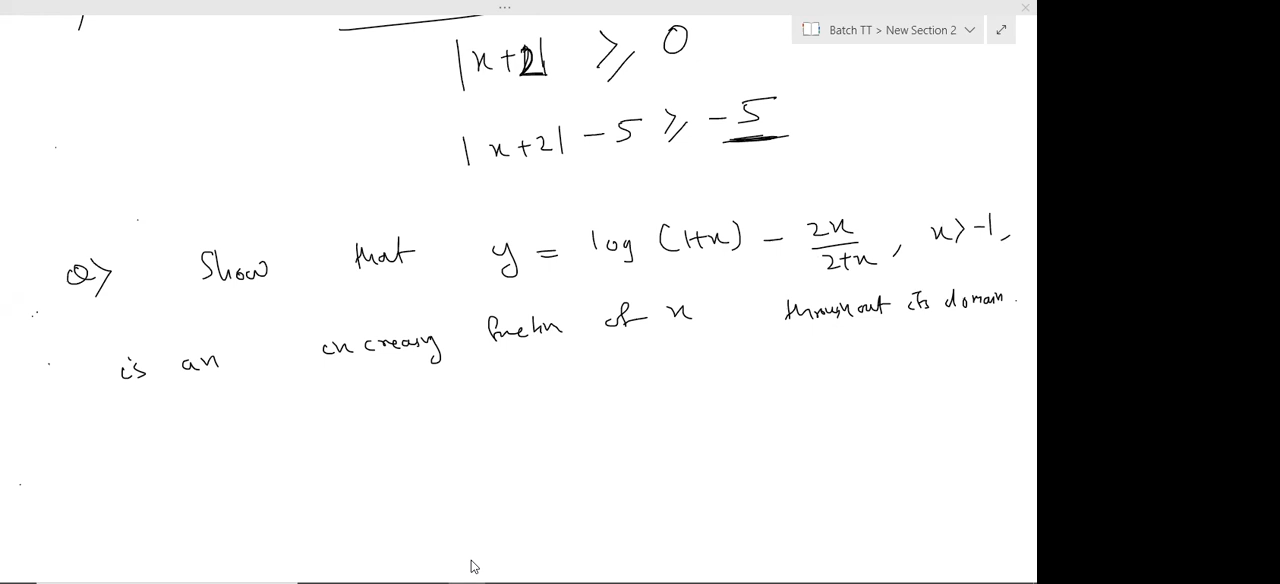 Batch TT > New Section 2
|x+2| ⩾ 0
|x+2| - 5 ⩾ -5
Q> Show that y = log (1+x) - 2x/2+x, x>-1,
is an increasing function of x throughout its domain.